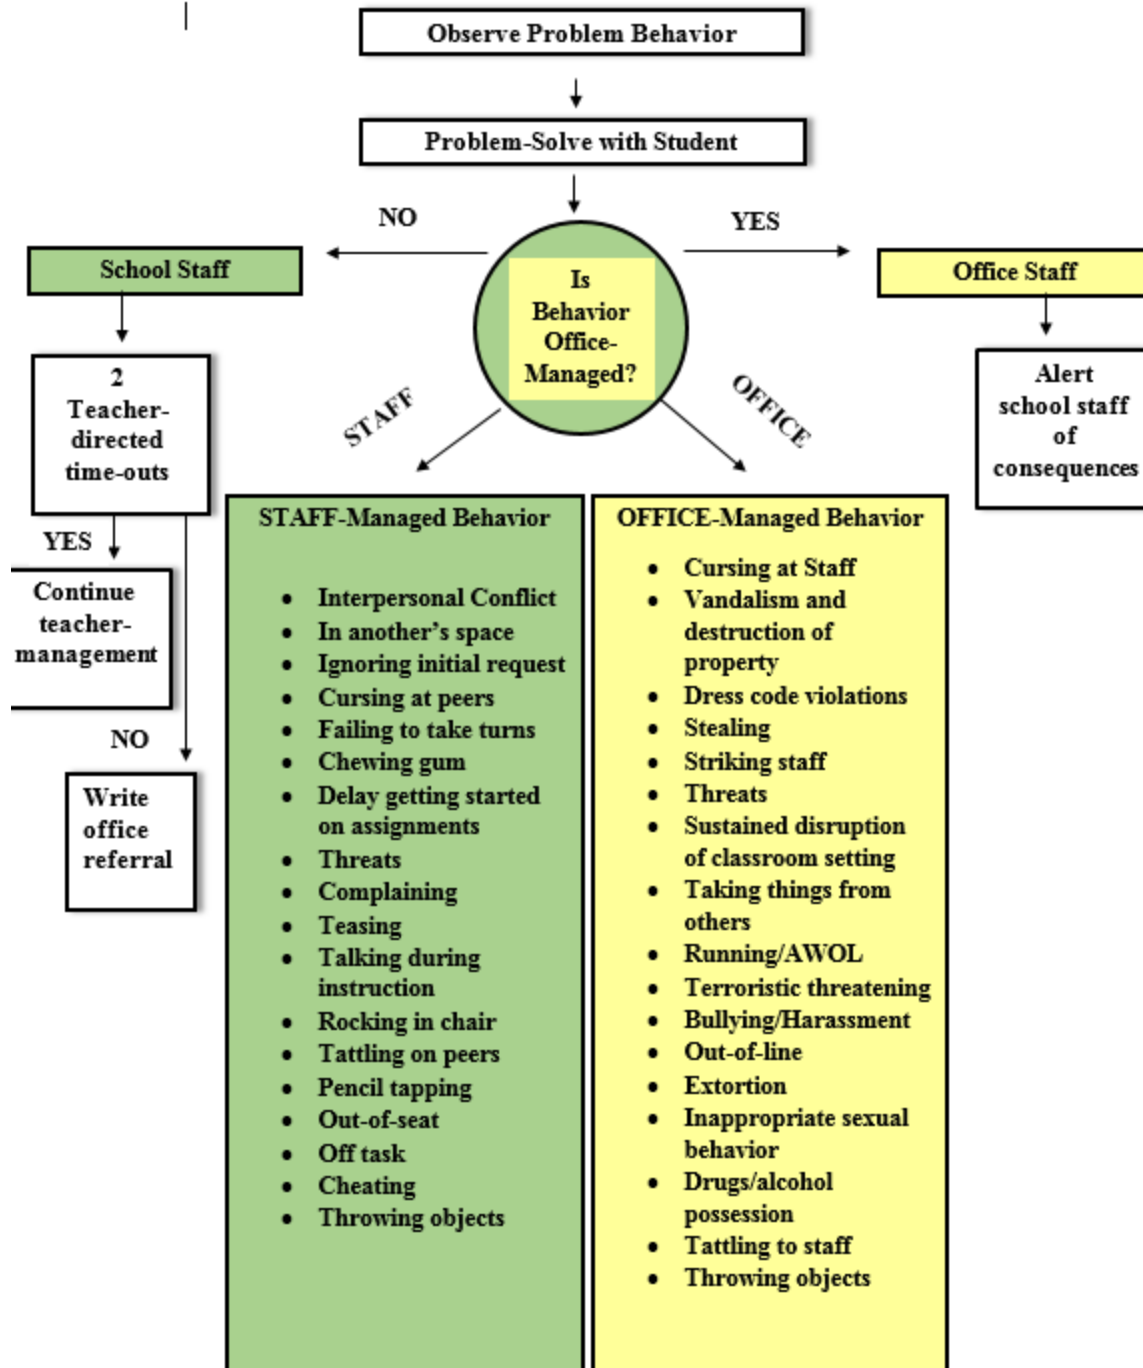 Observe Problem Behavior
Problem-Solve with Student
NO
YES
School Staff
Is
Behavior
Office-
Managed?
Office Staff
2
Teacher-
directed
time-outs
Alert
school staff
of
consequences
STAFF
OFFICE
YES
Continue
teacher-
management
NO
Write
office
referral
STAFF-Managed Behavior
• Interpersonal Conflict
• In another's space
• Ignoring initial request
• Cursing at peers
• Failing to take turns
• Chewing gum
• Delay getting started
on assignments
• Threats
• Complaining
• Teasing
• Talking during
instruction
• Rocking in chair
• Tattling on peers
• Pencil tapping
• Out-of-seat
• Off task
• Cheating
• Throwing objects
OFFICE-Managed Behavior
• Cursing at Staff
• Vandalism and
destruction of
property
• Dress code violations
• Stealing
• Striking staff
• Threats
• Sustained disruption
of classroom setting
• Taking things from
others
• Running/AWOL
• Terroristic threatening
• Bullying/Harassment
• Out-of-line
• Extortion
• Inappropriate sexual
behavior
• Drugs/alcohol
possession
• Tattling to staff
• Throwing objects